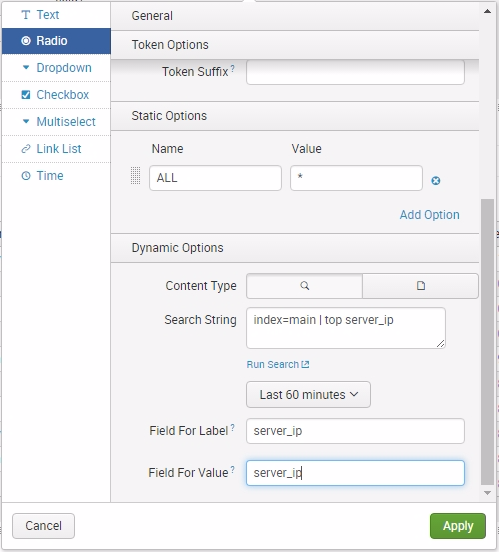 Text
Radio
Dropdown
Checkbox
Multiselect
Link List
Time
General
Token Options
Token Suffix ?
Static Options
Name Value
ALL *
Add Option
Dynamic Options
Content Type
Search String index=main | top server_ip
Run Search
Last 60 minutes
Field For Label ? server_ip
Field For Value ? server_ip
Cancel Apply